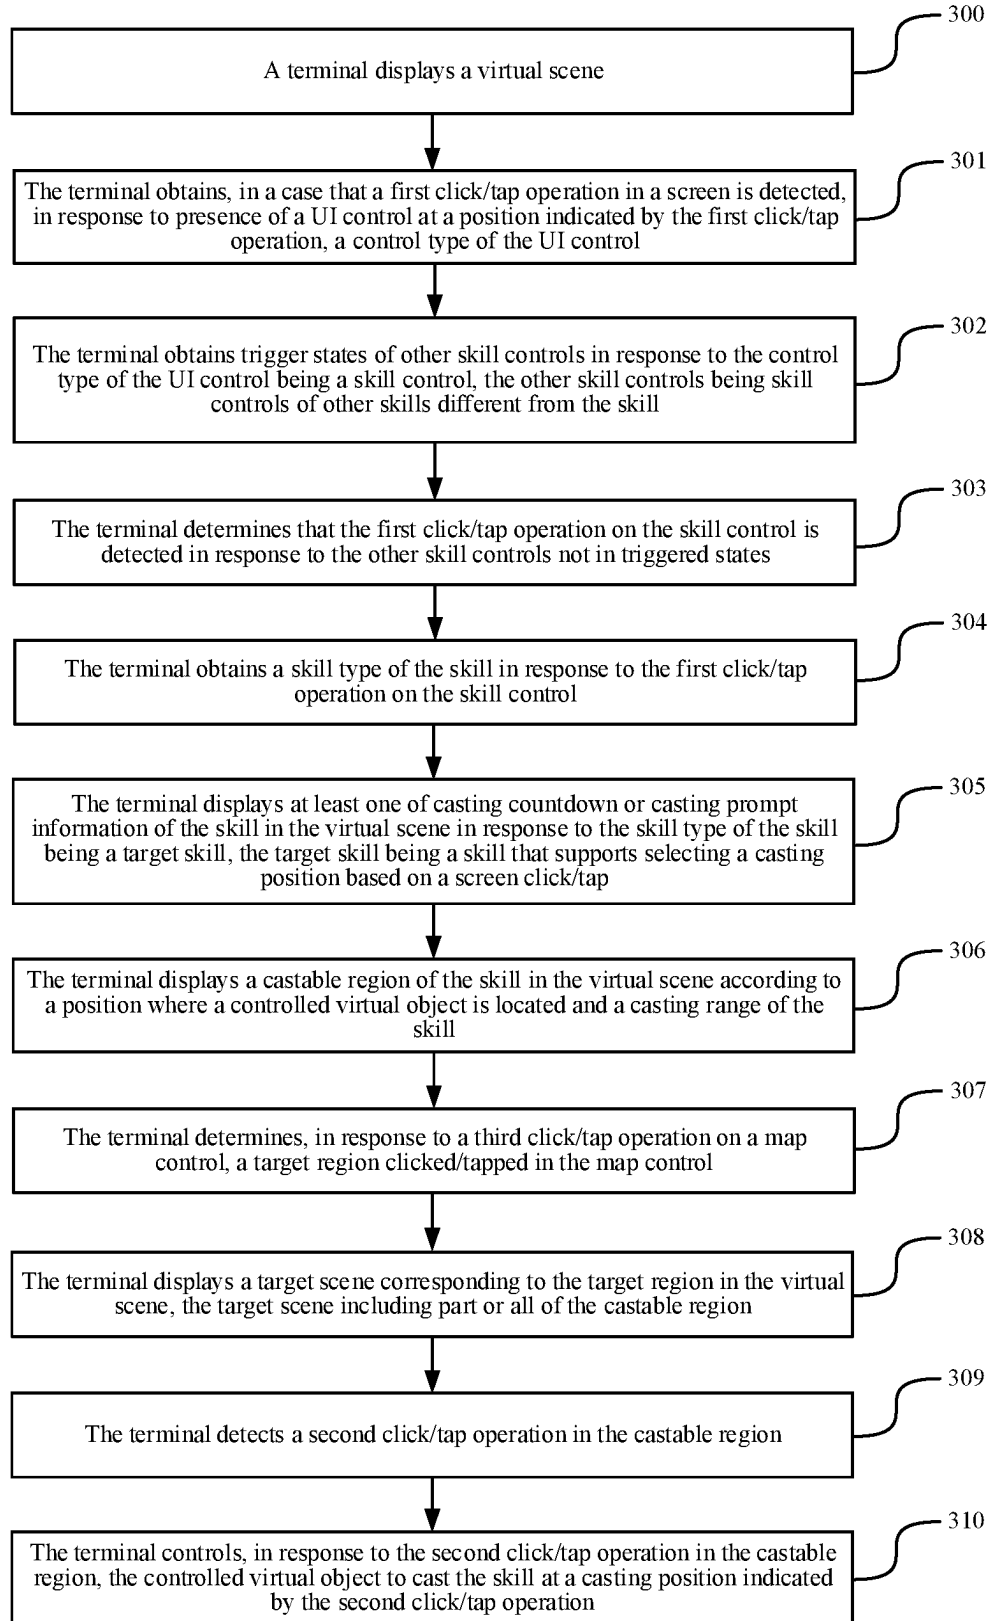 300
A terminal displays a virtual scene
301
The terminal obtains, in a case that a first click/tap operation in a screen is detected,
in response to presence of a UI control at a position indicated by the first click/tap
operation, a control type of the UI control
302
The terminal obtains trigger states of other skill controls in response to the control
type of the UI control being a skill control, the other skill controls being skill
controls of other skills different from the skill
303
The terminal determines that the first click/tap operation on the skill control is
detected in response to the other skill controls not in triggered states
304
The terminal obtains a skill type of the skill in response to the first click/tap
operation on the skill control
305
The terminal displays at least one of casting countdown or casting prompt
information of the skill in the virtual scene in response to the skill type of the skill
being a target skill, the target skill being a skill that supports selecting a casting
position based on a screen click/tap
306
The terminal displays a castable region of the skill in the virtual scene according to
a position where a controlled virtual object is located and a casting range of the
skill
307
The terminal determines, in response to a third click/tap operation on a map
control, a target region clicked/tapped in the map control
308
The terminal displays a target scene corresponding to the target region in the virtual
scene, the target scene including part or all of the castable region
309
The terminal detects a second click/tap operation in the castable region
310
The terminal controls, in response to the second click/tap operation in the castable
region, the controlled virtual object to cast the skill at a casting position indicated
by the second click/tap operation